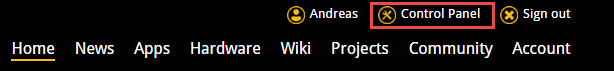 Andreas Control Panel Sign out
Home News Apps Hardware Wiki Projects Community Account